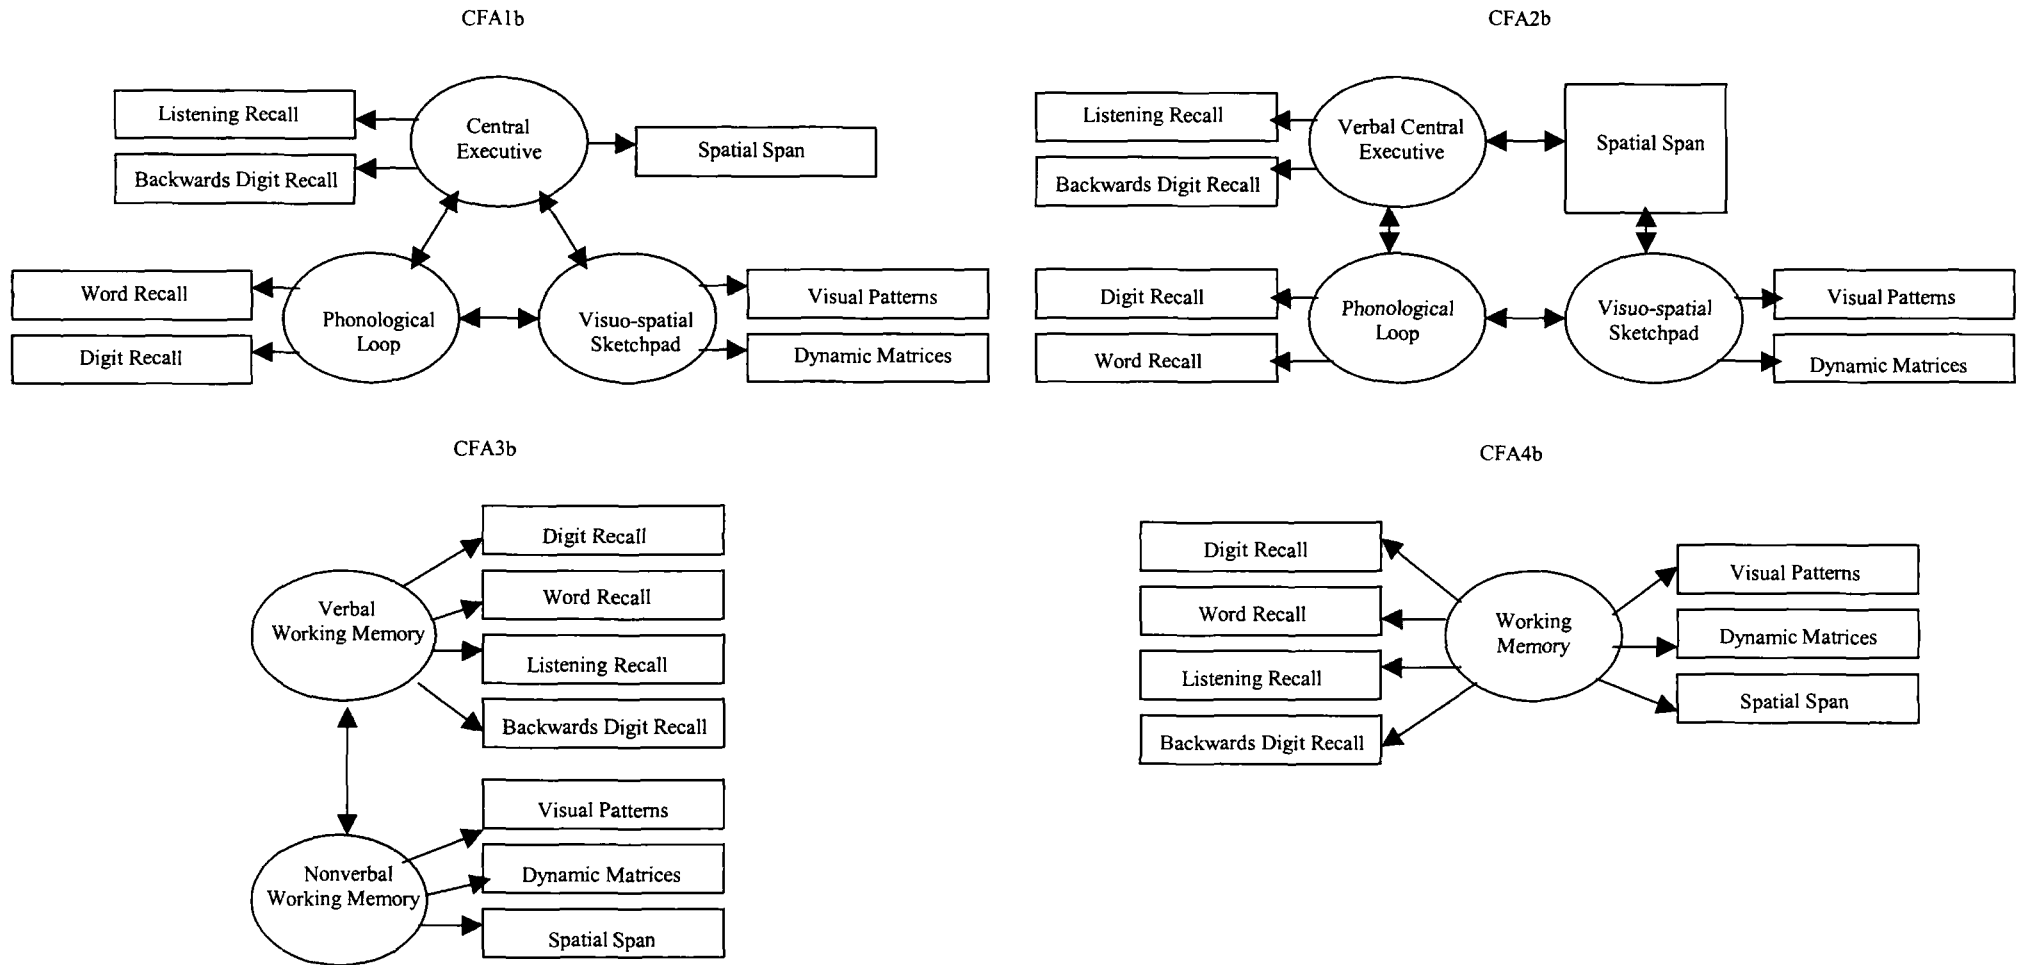 CFA1b
Listening Recall
Backwards Digit Recall
Central
Executive
Spatial Span
Word Recall
Digit Recall
Phonological
Loop
Visuo-spatial
Sketchpad
Visual Patterns
Dynamic Matrices
CFA2b
Listening Recall
Backwards Digit Recall
Verbal Central
Executive
Spatial Span
Digit Recall
Word Recall
Phonological
Loop
Visuo-spatial
Sketchpad
Visual Patterns
Dynamic Matrices
CFA3b
Verbal
Working Memory
Digit Recall
Word Recall
Listening Recall
Backwards Digit Recall
Nonverbal
Working Memory
Visual Patterns
Dynamic Matrices
Spatial Span
CFA4b
Digit Recall
Word Recall
Listening Recall
Backwards Digit Recall
Working
Memory
Visual Patterns
Dynamic Matrices
Spatial Span